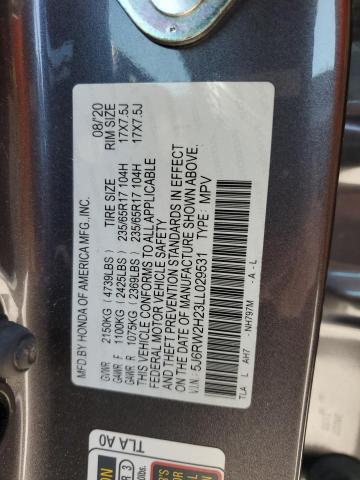 MFD BY HONDA OF AMERICA MFG.,INC. 08/'20
GVWR 2150KG (4739LBS) TIRE SIZE RIM SIZE
GAWR F 1100KG (2425LBS) 235/65R17 104H 17X7.5J
GAWR R 1075KG (2369LBS) 235/65R17 104H 17X7.5J
THIS VEHICLE CONFORMS TO ALL APPLICABLE
FEDERAL MOTOR VEHICLE SAFETY
AND THEFT PREVENTION STANDARDS IN EFFECT
ON THE DATE OF MANUFACTURE SHOWN ABOVE.
V.I.N.: 5J6RW2H23LL029531 TYPE: MPV
TLA L AH7 - NH797M - A - L
TLA A0
R 3